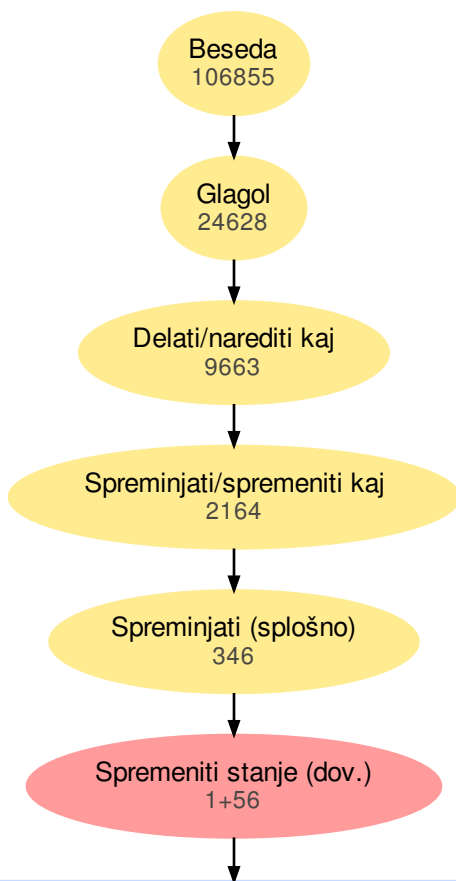 Beseda
106855
Glagol
24628
Delati/narediti kaj
9663
Spreminjati/spremeniti kaj
2164
Spreminjati (splošno)
346
Spremeniti stanje (dov.)
1+56